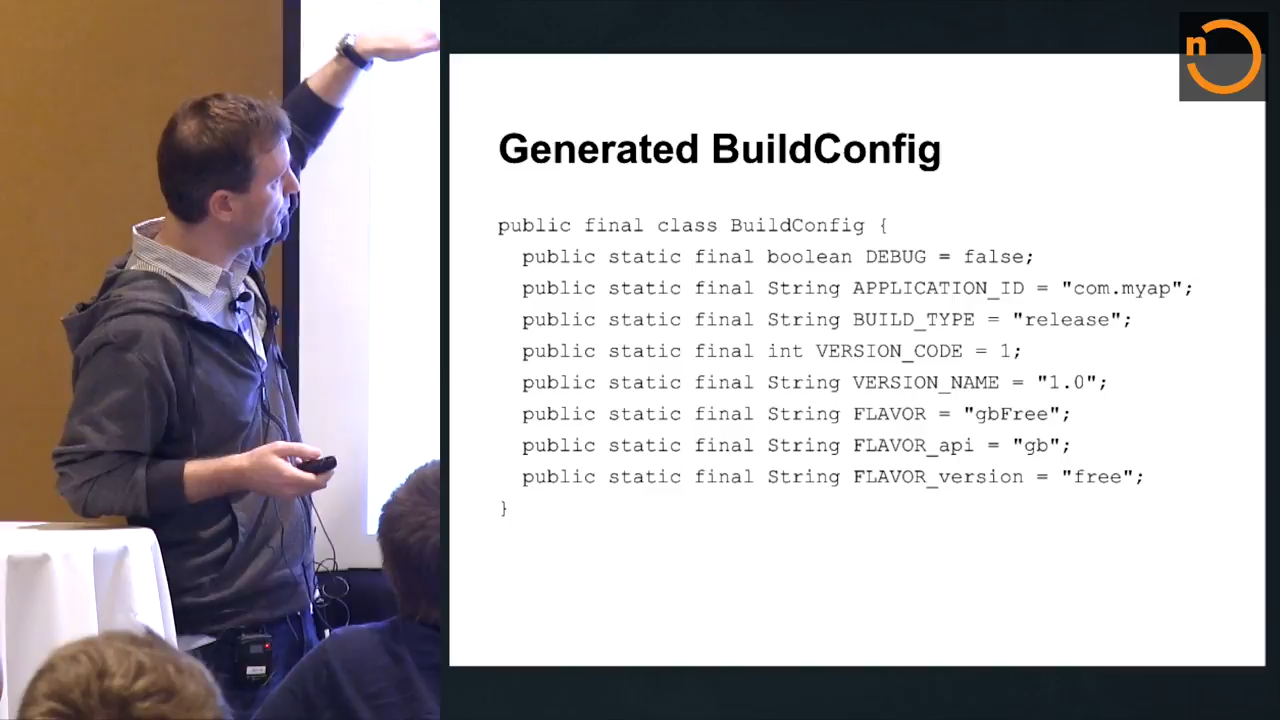 n
Generated BuildConfig
public final class BuildConfig {
public static final boolean DEBUG = false;
public static final String APPLICATION_ID = "com.myap";
public static final String BUILD_TYPE = "release";
public static final int VERSION_CODE = 1;
public static final String VERSION_NAME = "1.0";
public static final String FLAVOR = "gbFree";
public static final String FLAVOR_api = "gb";
public static final String FLAVOR_version = "free";
}